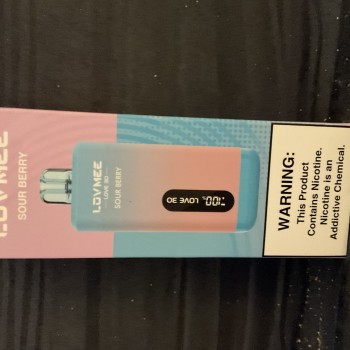 LOVMEE
SOUR BERRY
LOVMEE
LOVE 30
SOUR BERRY
100
LOVE 30
WARNING:
This Product
Contains Nicotine.
Nicotine is an
Addictive Chemical.